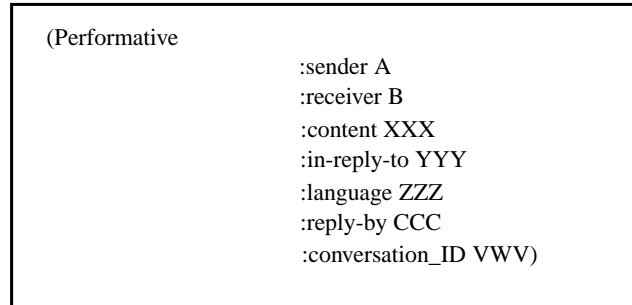 (Performative
:sender A
:receiver B
:content XXX
:in-reply-to YYY
:language ZZZ
:reply-by CCC
:conversation_ID VWV)